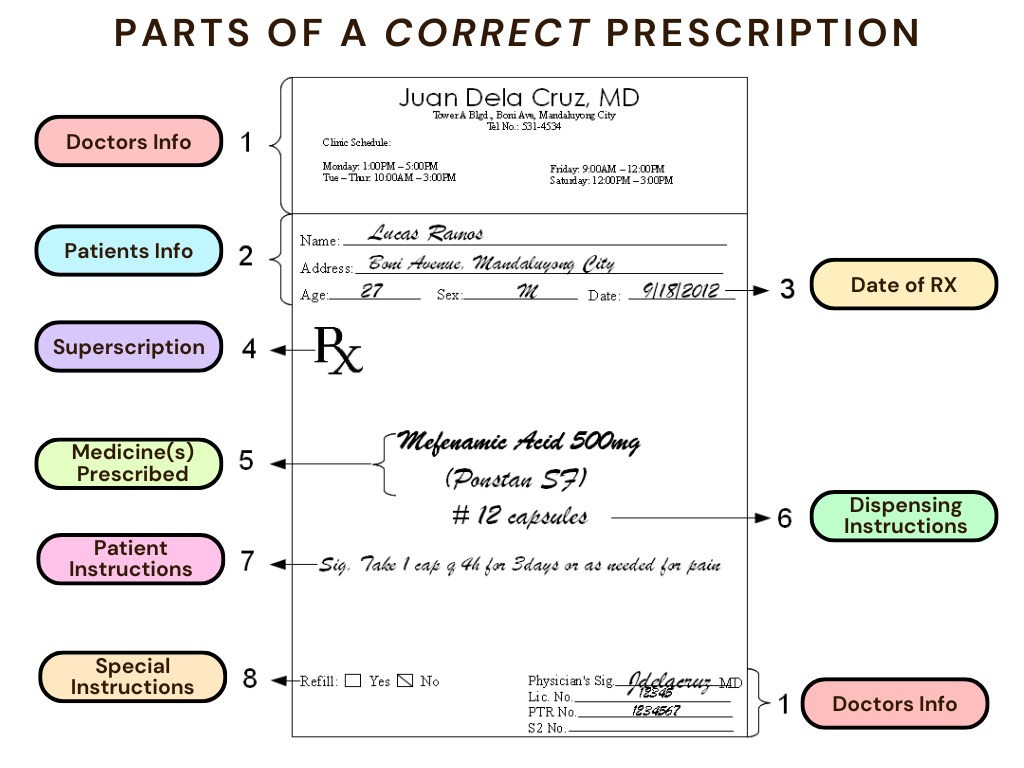 PARTS OF A CORRECT PRESCRIPTION
Doctors Info
1
Juan Dela Cruz, MD
Tower A Blgd., Boni Ave, Mandaluyong City
Tel No.: 531-4534
Clinic Schedule:
Monday: 1:00PM – 5:00PM
Friday: 9:00AM – 12:00PM
Tue – Thur: 10:00AM – 3:00PM
Saturday: 12:00PM – 3:00PM
Patients Info
2
Name: Lucas Ramos
Address: Boni Avenue, Mandaluyong City
Age: 27 Sex: M Date: 9/18/2012
3
Date of RX
Superscription
4
Rx
Medicine(s)
Prescribed
5
Mefenamic Acid 500mg
(Ponstan SF)
# 12 capsules
6
Dispensing
Instructions
Patient
Instructions
7
Sig. Take 1 cap q 4h for 3days or as needed for pain
Special
Instructions
8
Refill: Yes No
Physician's Sig. Jdelacruz MD
Lic. No. 12345
PTR No. 1234567
S2 No.
1
Doctors Info